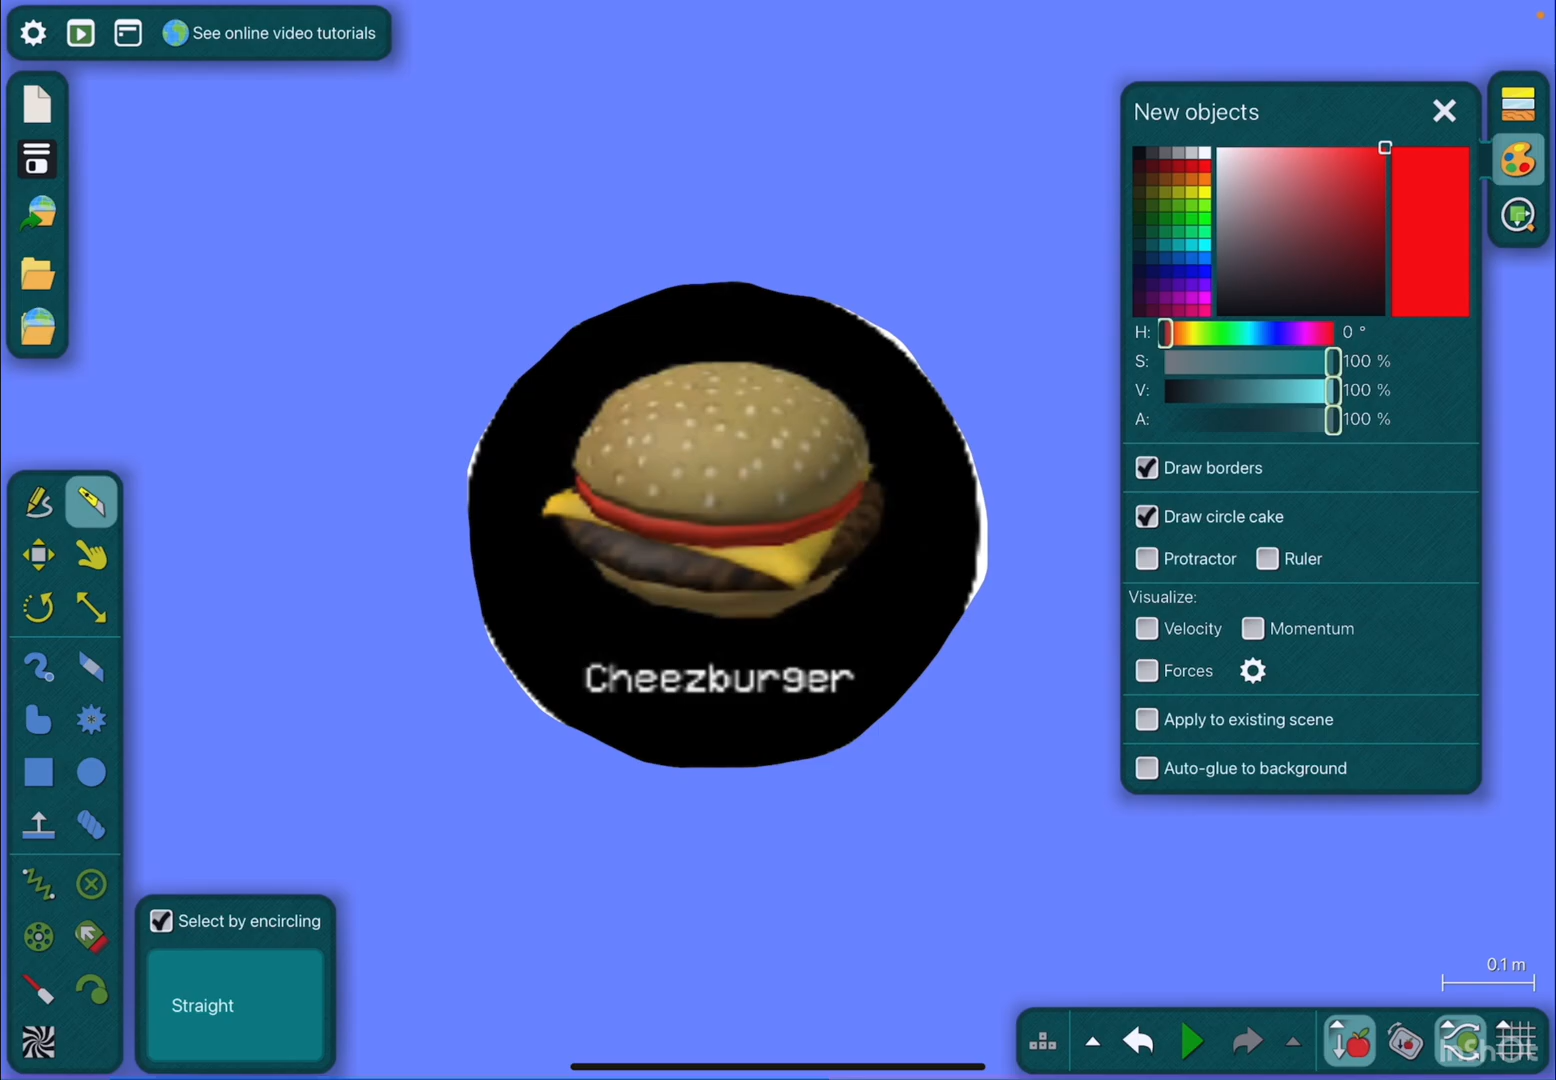 See online video tutorials
New objects
H: 0 °
S: 100 %
V: 100 %
A: 100 %
Draw borders
Draw circle cake
Protractor Ruler
Visualize:
Velocity Momentum
Forces
Apply to existing scene
Auto-glue to background
Cheezburger
Select by encircling
Straight
0.1 m
InShOt